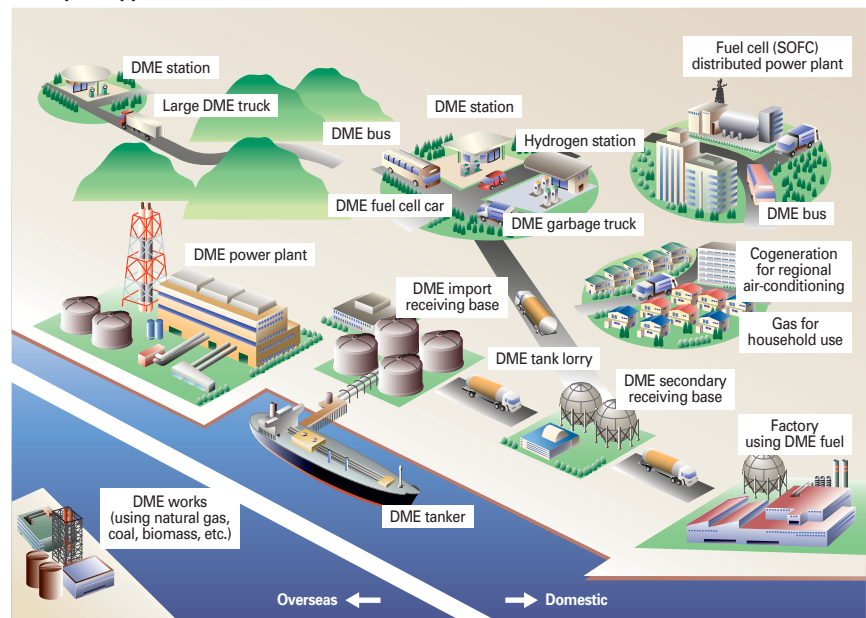 Fuel cell (SOFC)
distributed power plant
DME station
Large DME truck
DME station
DME bus
Hydrogen station
DME fuel cell car
DME garbage truck
DME bus
DME power plant
Cogeneration
for regional
air-conditioning
DME import
receiving base
Gas for
household use
DME tank lorry
DME secondary
receiving base
Factory
using DME fuel
DME works
(using natural gas,
coal, biomass, etc.)
DME tanker
Overseas
Domestic